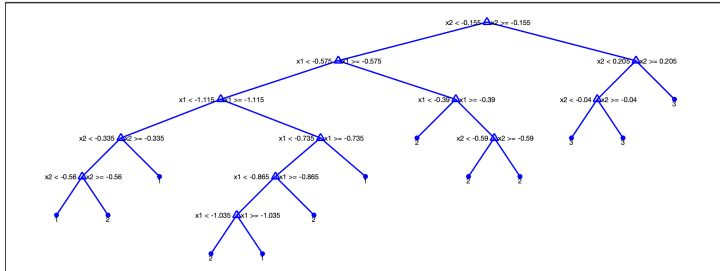 x2 < -0.155 x2 >= -0.155
x1 < -0.575 x1 >= -0.575 x2 < 0.205 x2 >= 0.205
x1 < -1.115 x1 >= -1.115 x1 < -0.39 x1 >= -0.39 x2 < -0.04 x2 >= -0.04 3
x2 < -0.335 x2 >= -0.335 x1 < -0.735 x1 >= -0.735 2 x2 < -0.59 x2 >= -0.59 3 3
x2 < -0.56 x2 >= -0.56 1 x1 < -0.865 x1 >= -0.865 1 2 2
1 2 x1 < -1.035 x1 >= -1.035 2
2 1